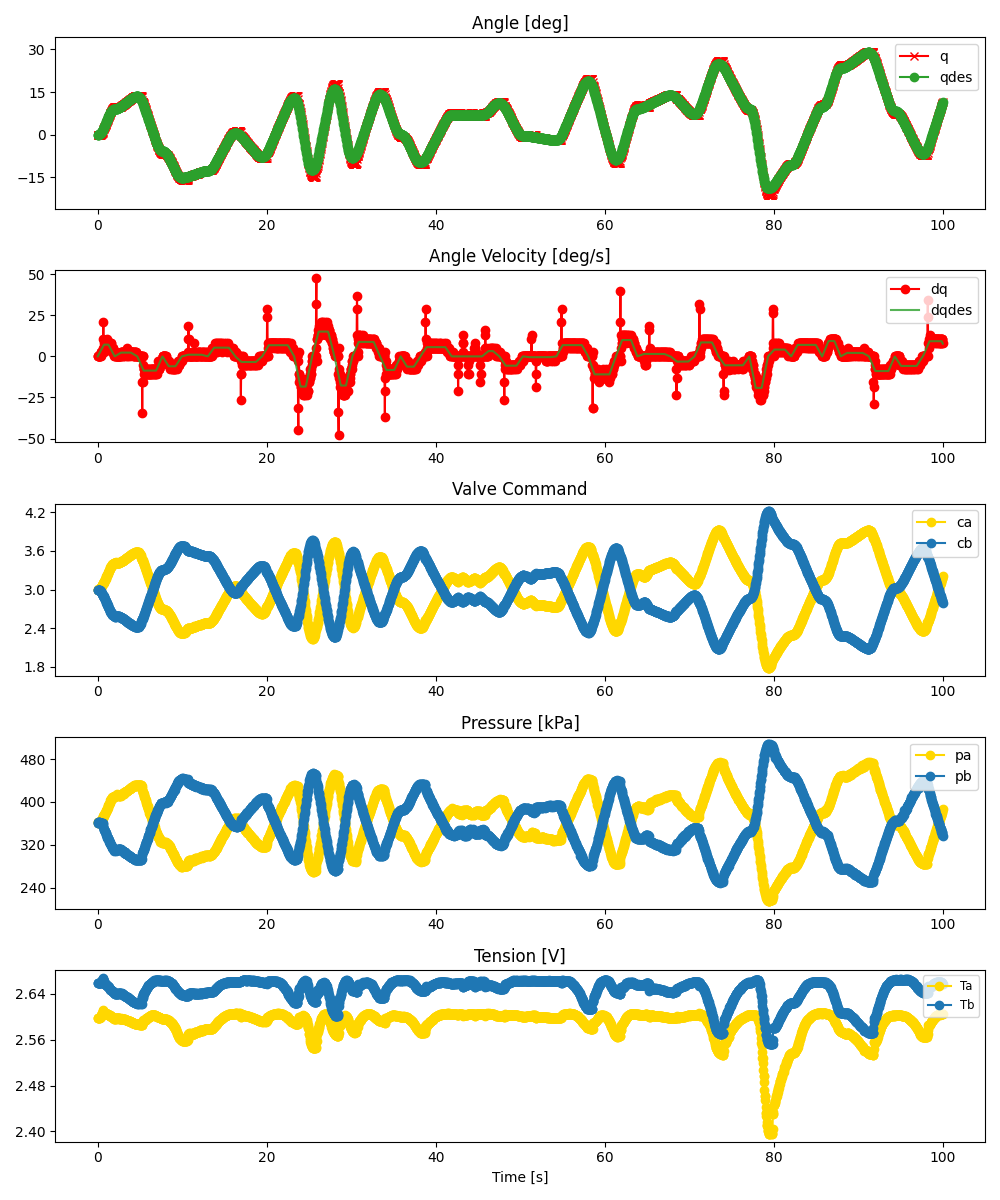 Angle [deg]
30
15
0
−15
q
qdes
0 20 40 60 80 100
Angle Velocity [deg/s]
50
25
0
−25
−50
dq
dqdes
0 20 40 60 80 100
Valve Command
4.2
3.6
3.0
2.4
1.8
ca
cb
0 20 40 60 80 100
Pressure [kPa]
480
400
320
240
pa
pb
0 20 40 60 80 100
Tension [V]
2.64
2.56
2.48
2.40
Ta
Tb
0 20 40 60 80 100
Time [s]